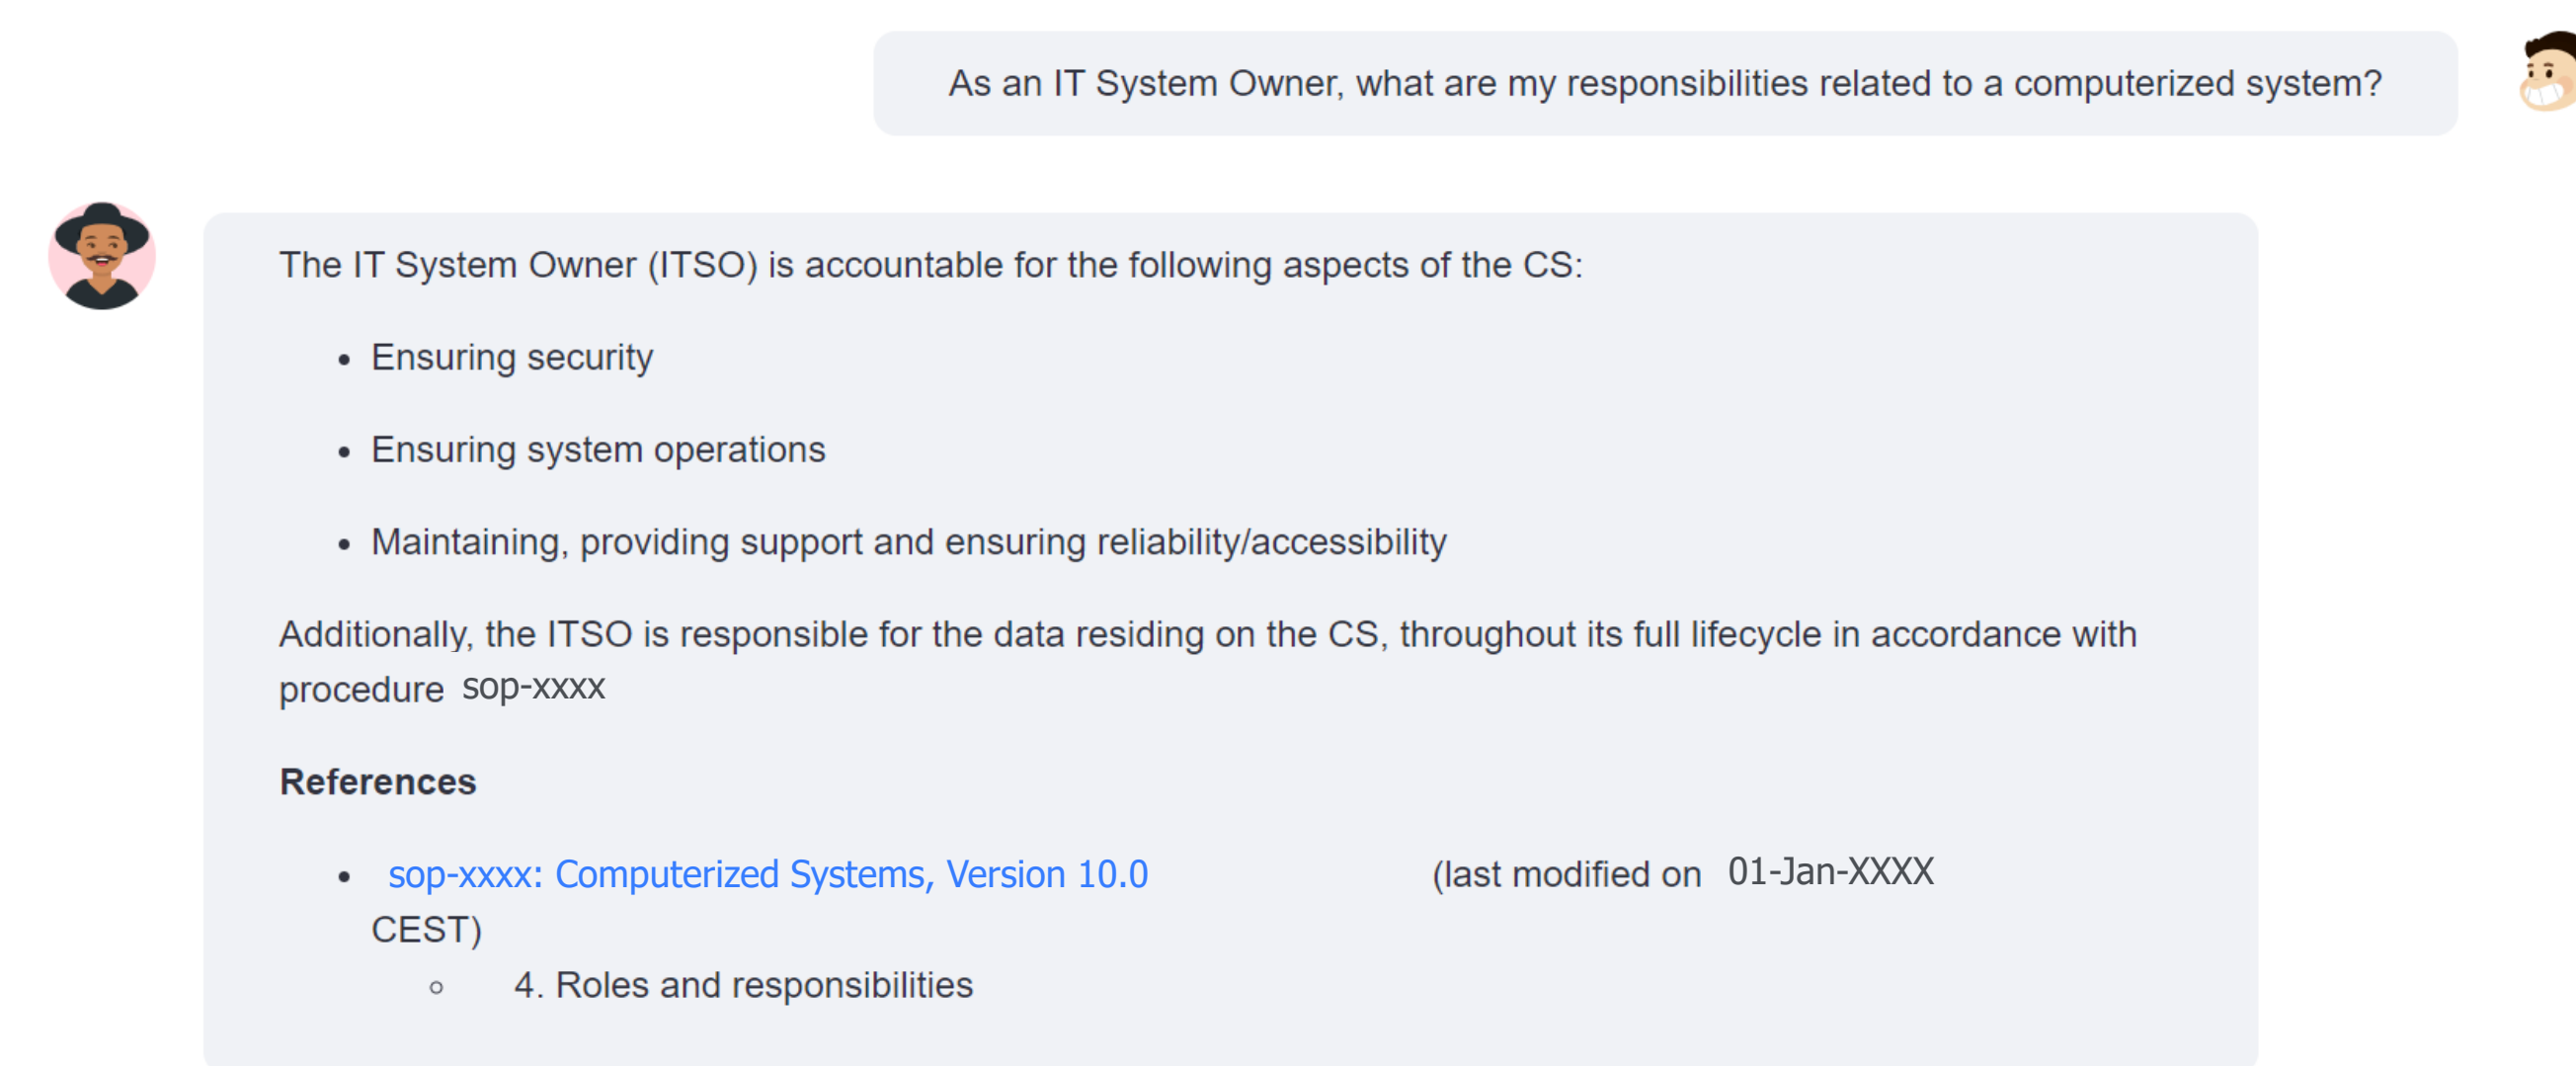 As an IT System Owner, what are my responsibilities related to a computerized system?
The IT System Owner (ITSO) is accountable for the following aspects of the CS:
• Ensuring security
• Ensuring system operations
• Maintaining, providing support and ensuring reliability/accessibility
Additionally, the ITSO is responsible for the data residing on the CS, throughout its full lifecycle in accordance with
procedure sop-xxxx
References
• sop-xxxx: Computerized Systems, Version 10.0 (last modified on 01-Jan-XXXX
CEST)
◦ 4. Roles and responsibilities